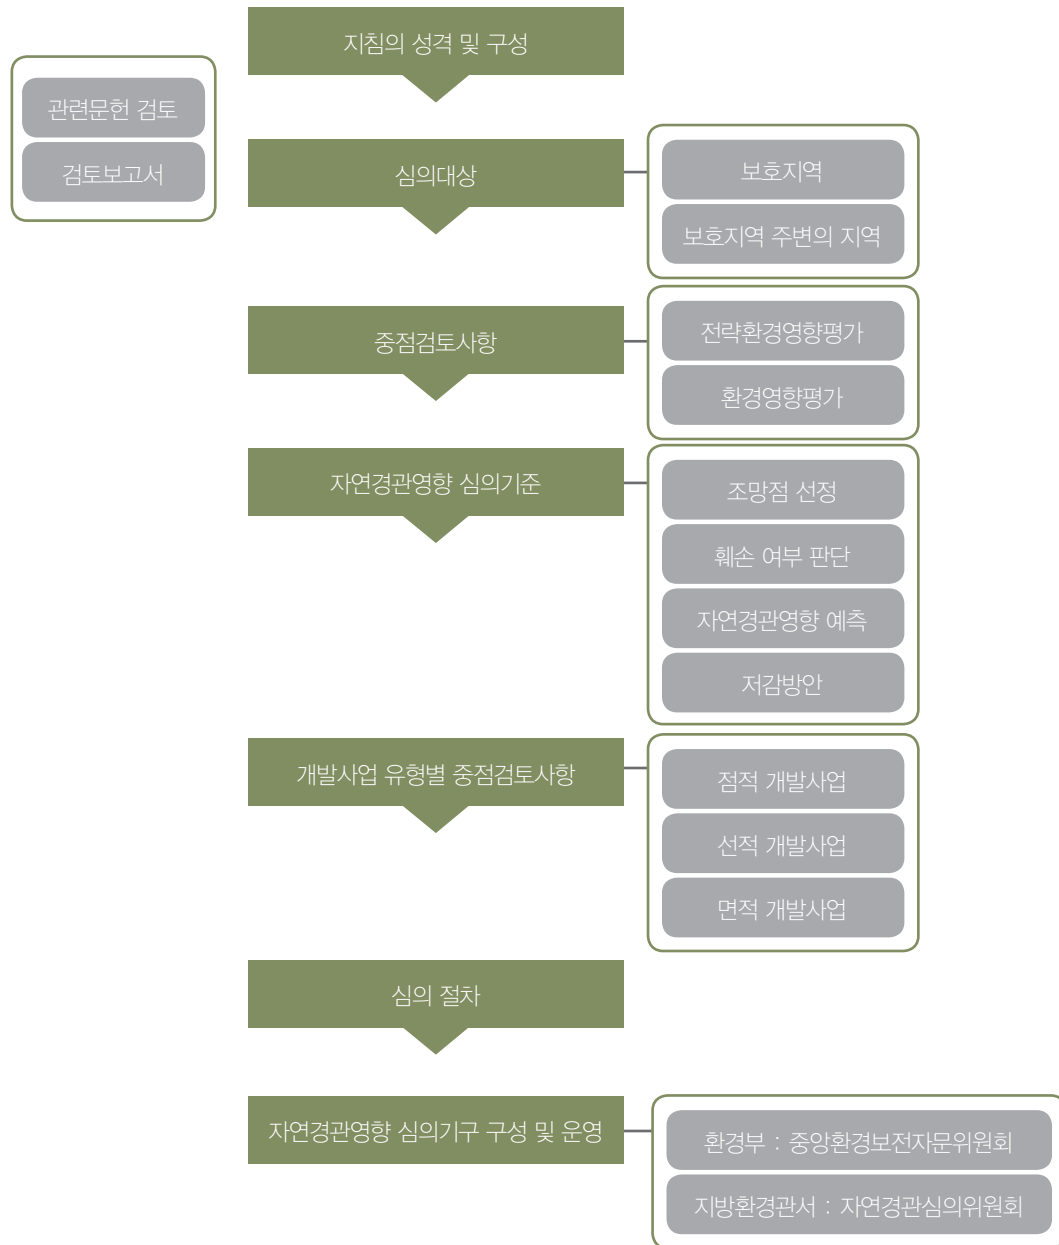 지침의 성격 및 구성
관련문헌 검토
검토보고서
심의대상
보호지역
보호지역 주변의 지역
중점검토사항
전략환경영향평가
환경영향평가
자연경관영향 심의기준
조망점 선정
훼손 여부 판단
자연경관영향 예측
저감방안
개발사업 유형별 중점검토사항
점적 개발사업
선적 개발사업
면적 개발사업
심의 절차
자연경관영향 심의기구 구성 및 운영
환경부 : 중앙환경보전자문위원회
지방환경관서 : 자연경관심의위원회